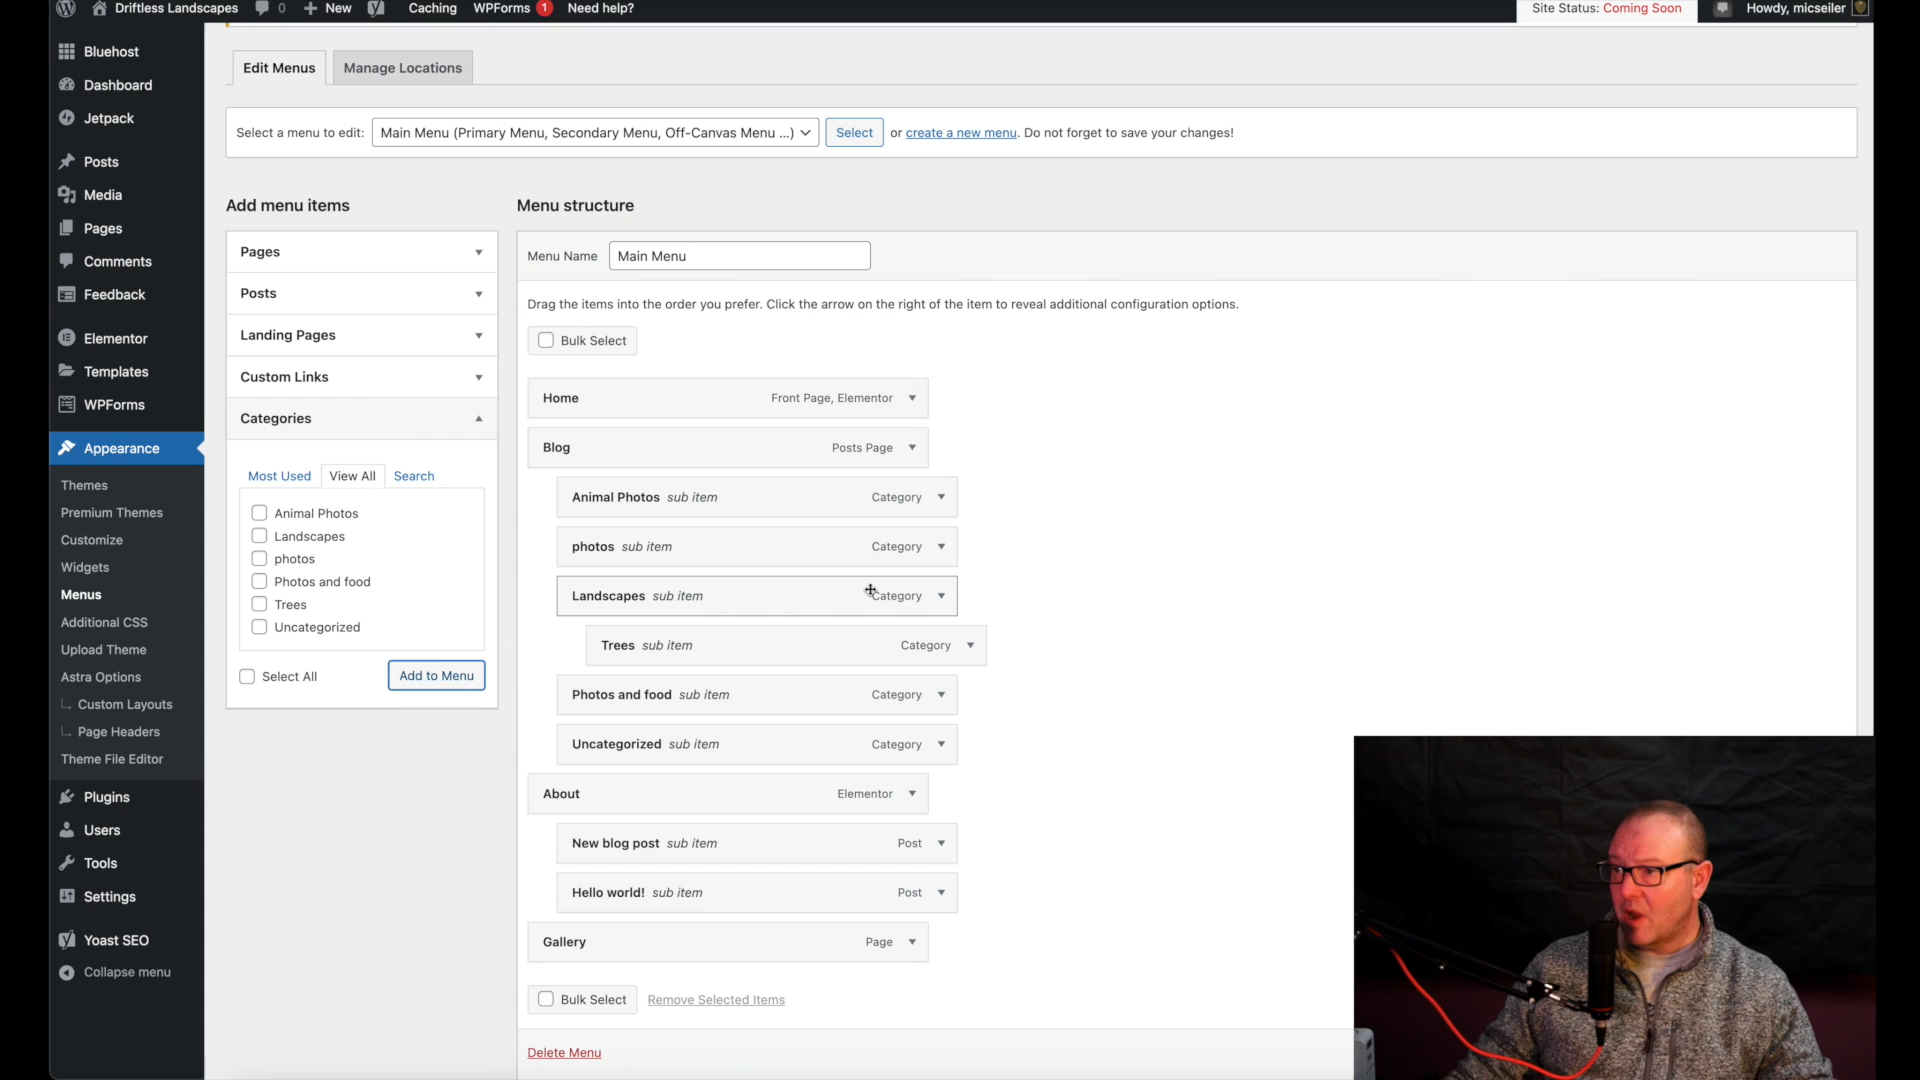 Driftless Landscapes 0 New Caching WPForms 1 Need help? Site Status: Coming Soon Howdy, micseiler
Bluehost
Dashboard
Jetpack
Posts
Media
Pages
Comments
Feedback
Elementor
Templates
WPForms
Appearance
Themes
Premium Themes
Customize
Widgets
Menus
Additional CSS
Upload Theme
Astra Options
Custom Layouts
Page Headers
Theme File Editor
Plugins
Users
Tools
Settings
Yoast SEO
Collapse menu
Edit Menus Manage Locations
Select a menu to edit: Main Menu (Primary Menu, Secondary Menu, Off-Canvas Menu ...) Select or create a new menu. Do not forget to save your changes!
Add menu items
Pages
Posts
Landing Pages
Custom Links
Categories
Most Used View All Search
Animal Photos
Landscapes
photos
Photos and food
Trees
Uncategorized
Select All Add to Menu
Menu structure
Menu Name Main Menu
Drag the items into the order you prefer. Click the arrow on the right of the item to reveal additional configuration options.
Bulk Select
Home Front Page, Elementor
Blog Posts Page
Animal Photos sub item Category
photos sub item Category
Landscapes sub item Category
Trees sub item Category
Photos and food sub item Category
Uncategorized sub item Category
About Elementor
New blog post sub item Post
Hello world! sub item Post
Gallery Page
Bulk Select Remove Selected Items
Delete Menu